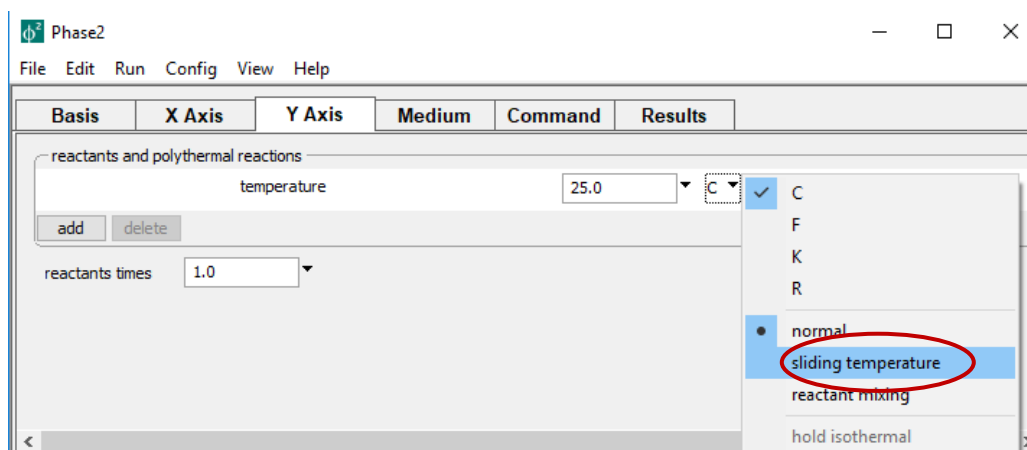 ϕ² Phase2
File Edit Run Config View Help
Basis X Axis Y Axis Medium Command Results
reactants and polythermal reactions
temperature 25.0 C
C
F
K
R
normal
sliding temperature
reactant mixing
hold isothermal
add delete
reactants times 1.0